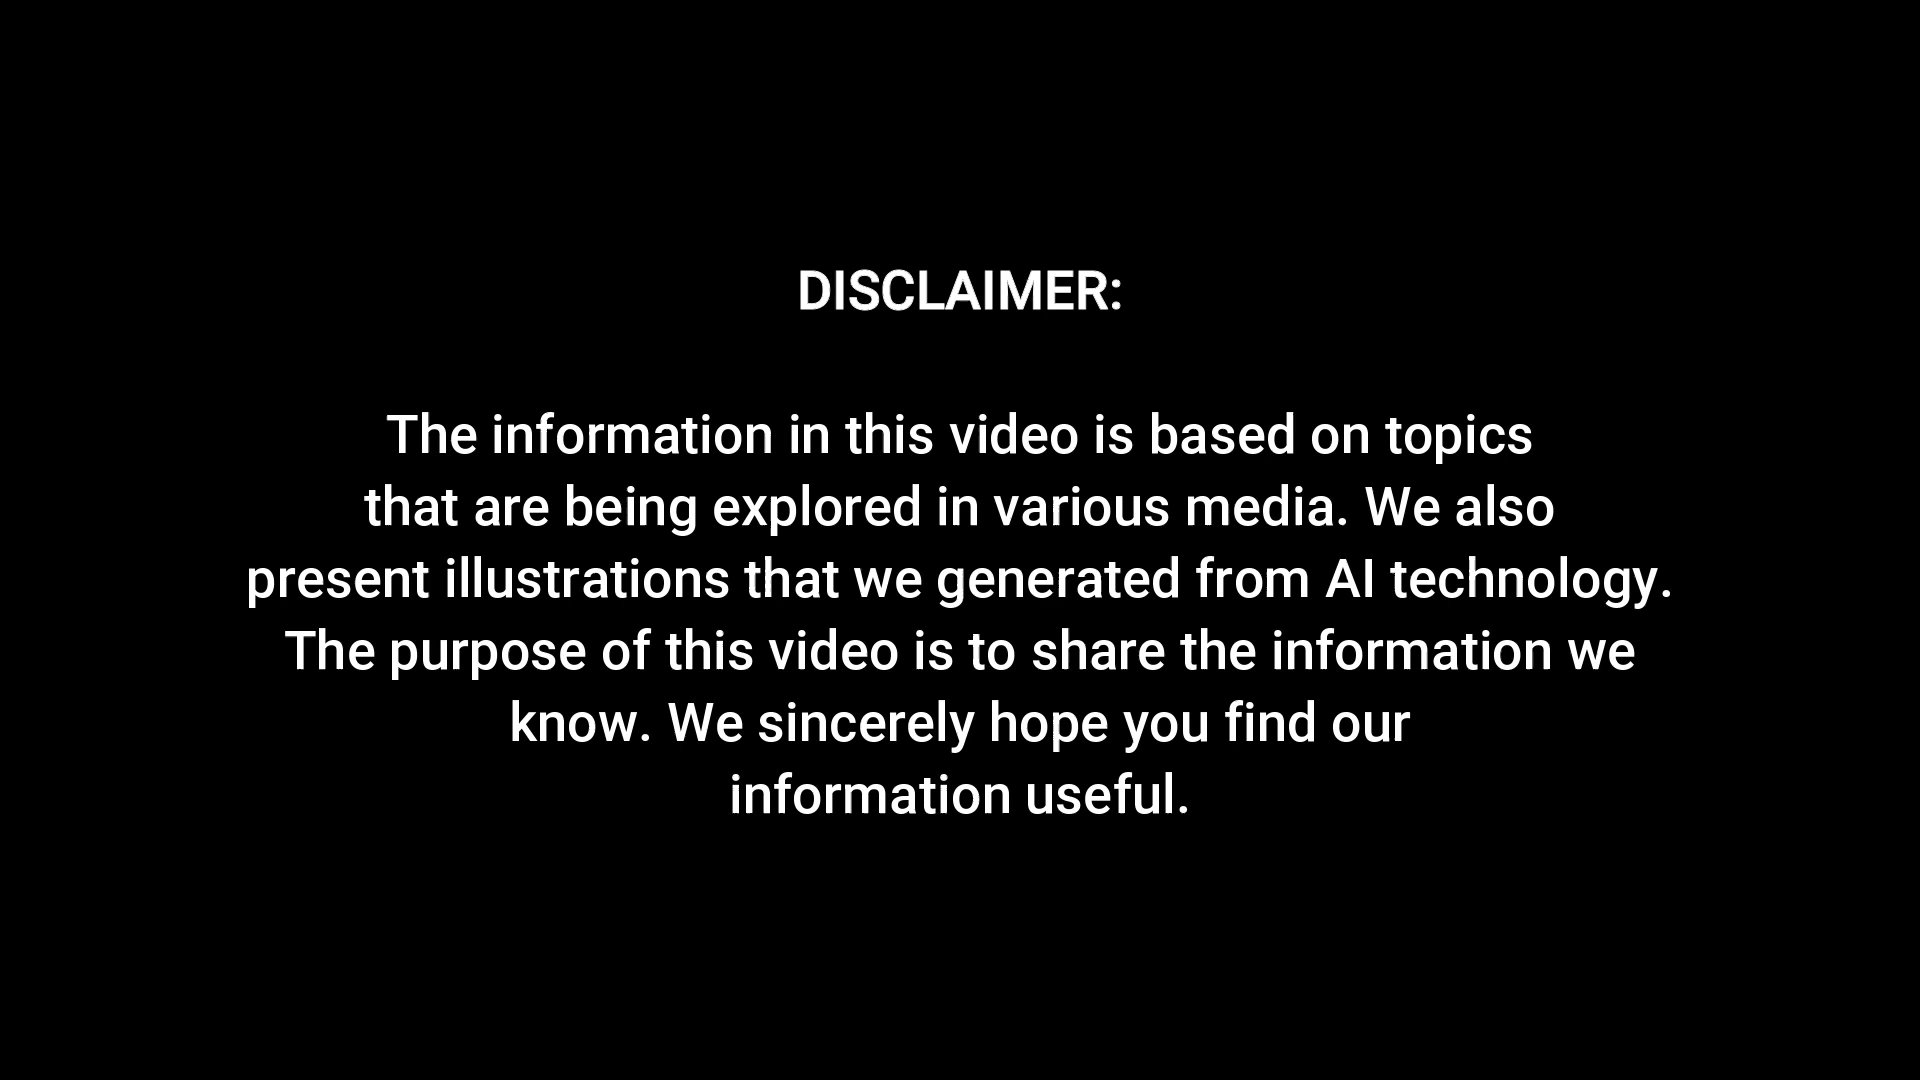 DISCLAIMER:
The information in this video is based on topics
that are being explored in various media. We also
present illustrations that we generated from AI technology.
The purpose of this video is to share the information we
know. We sincerely hope you find our
information useful.